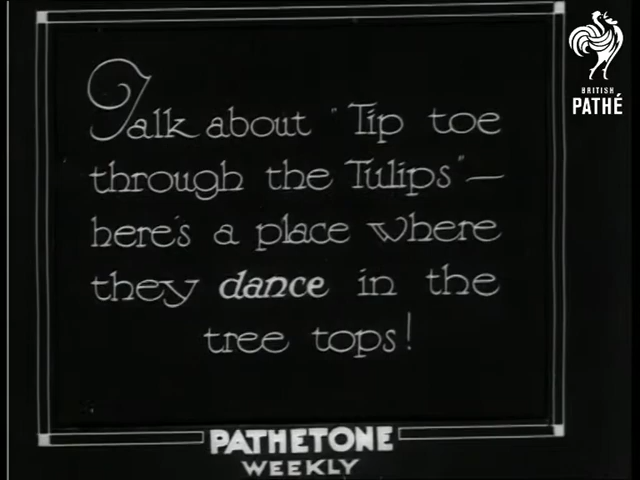 Talk about "Tip toe
through the Tulips"—
here's a place where
they dance in the
tree tops!
PATHETONE
WEEKLY
BRITISH
PATHÉ